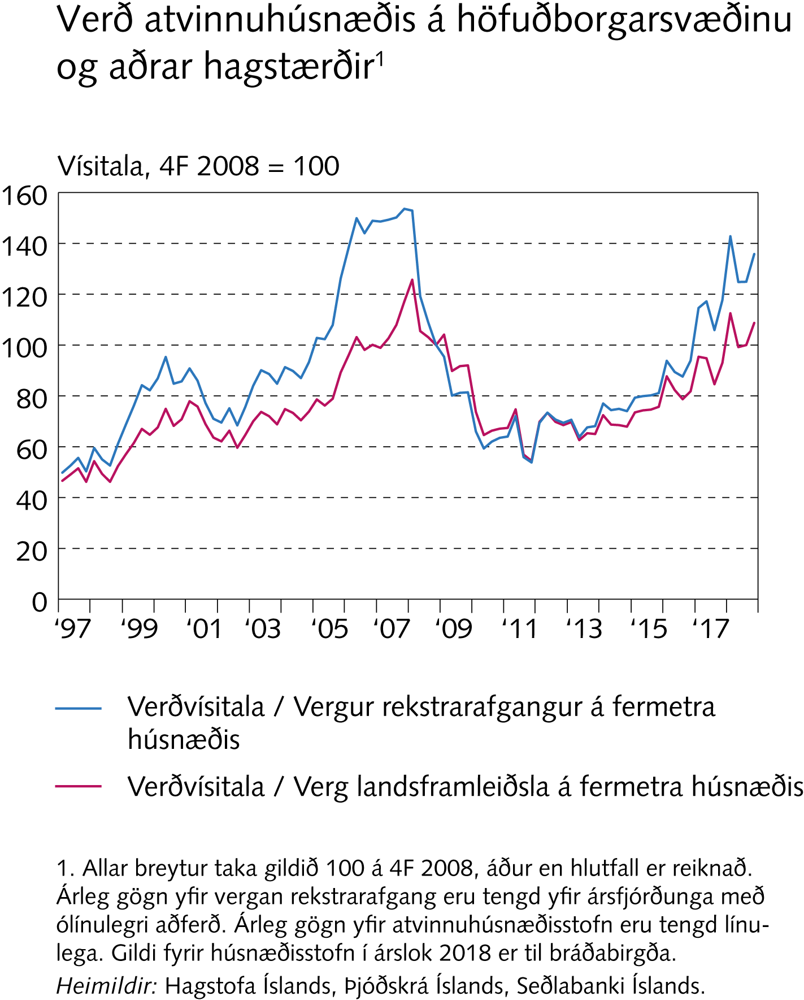 Verð atvinnuhúsnæðis á höfuðborgarsvæðinu
og aðrar hagstærðir¹
Vísitala, 4F 2008 = 100
160
140
120
100
80
60
40
20
0
‘97 ‘99 ‘01 ‘03 ‘05 ‘07 ‘09 ‘11 ‘13 ‘15 ‘17
Verðvísitala / Vergur rekstrarafgangur á fermetra
húsnæðis
Verðvísitala / Verg landsframleiðsla á fermetra húsnæðis
1. Allar breytur taka gildið 100 á 4F 2008, áður en hlutfall er reiknað.
Árleg gögn yfir vergan rekstrarafgang eru tengd yfir ársfjórðunga með
ólínulegri aðferð. Árleg gögn yfir atvinnuhúsnæðisstofn eru tengd línu-
lega. Gildi fyrir húsnæðisstofn í árslok 2018 er til bráðabirgða.
Heimildir: Hagstofa Íslands, Þjóðskrá Íslands, Seðlabanki Íslands.